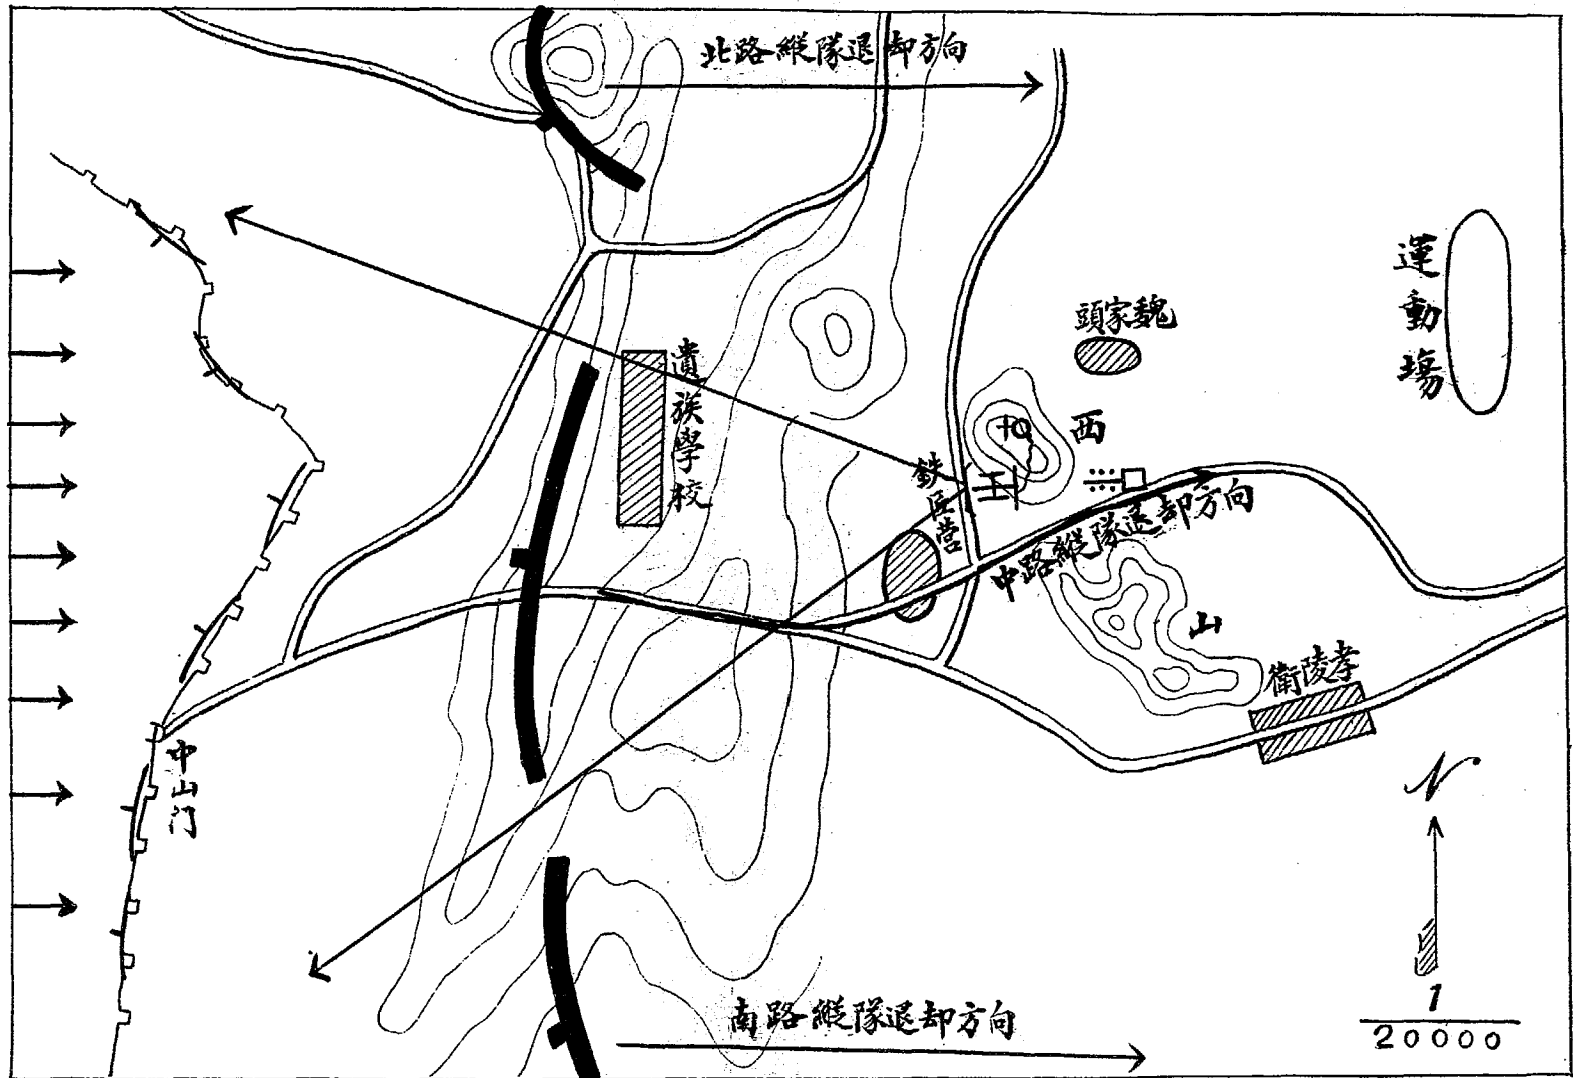 北路縱隊退却方向
運動場
頭家魏
遺族學校
西
鉄匠营
中路縱隊退却方向
山
衛陵孝
中山门
N
南路縱隊退却方向
1
20000